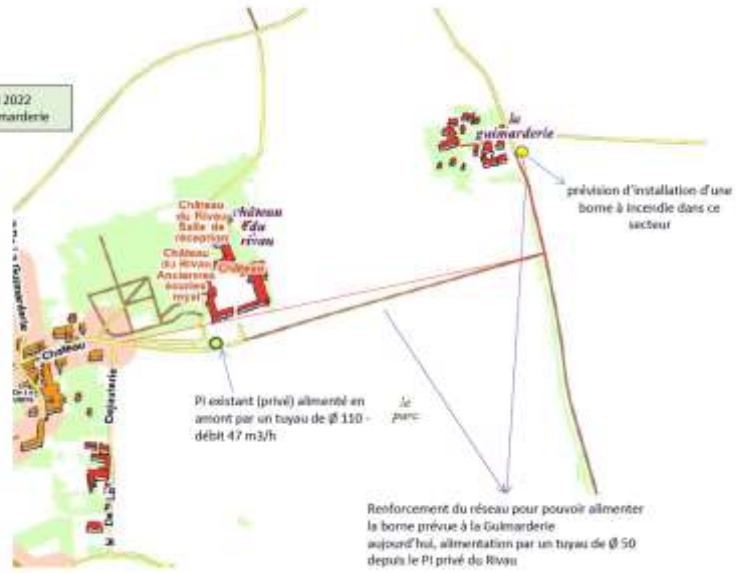 2022
marderie
la
guimarderie
prévision d'installation d'une
borne à incendie dans ce
secteur
Château
du Rivau
Salle de
réception
château
du
rivau
Château
du Rivau
Anciennes
écuries
Château
Guimarderie
Chateau
PI existant (privé) alimenté en
amont par un tuyau de Ø 110 -
débit 47 m3/h
le
parc
Renforcement du réseau pour pouvoir alimenter
la borne prévue à la Guimarderie
aujourd'hui, alimentation par un tuyau de Ø 50
depuis le PI privé du Rivau